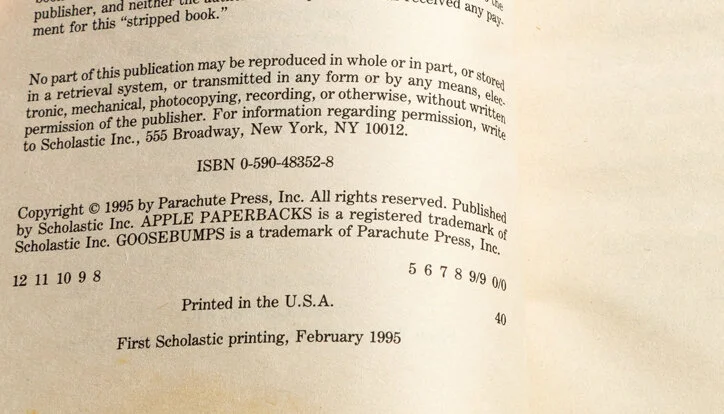 publisher, and neither the received any pay-
ment for this “stripped book.”
No part of this publication may be reproduced in whole or in part, or stored
in a retrieval system, or transmitted in any form or by any means, elec-
tronic, mechanical, photocopying, recording, or otherwise, without written
permission of the publisher. For information regarding permission, write
to Scholastic Inc., 555 Broadway, New York, NY 10012.
ISBN 0-590-48352-8
Copyright © 1995 by Parachute Press, Inc. All rights reserved. Published
by Scholastic Inc. APPLE PAPERBACKS is a registered trademark of
Scholastic Inc. GOOSEBUMPS is a trademark of Parachute Press, Inc.
12 11 10 9 8 5 6 7 8 9/9 0/0
Printed in the U.S.A. 40
First Scholastic printing, February 1995